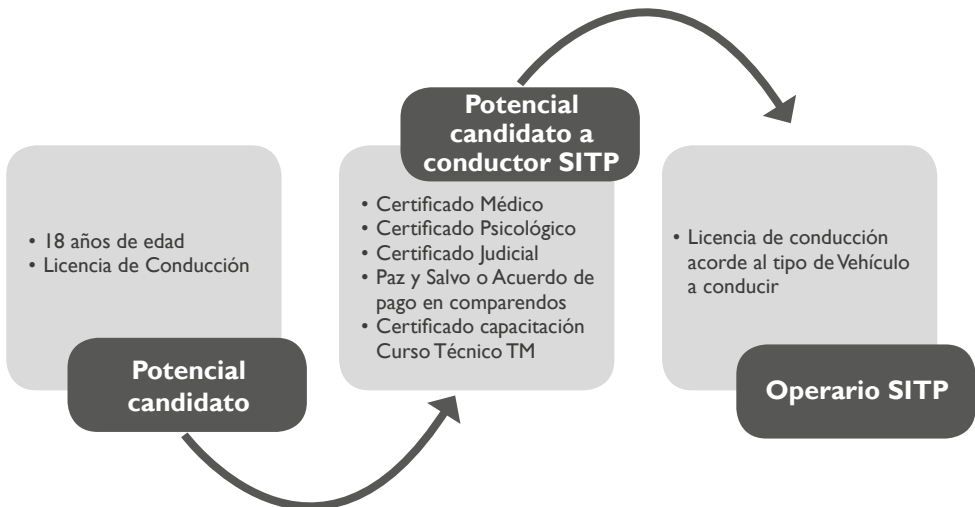 • 18 años de edad
• Licencia de Conducción
Potencial
candidato
Potencial
candidato a
conductor SITP
• Certificado Médico
• Certificado Psicológico
• Certificado Judicial
• Paz y Salvo o Acuerdo de
pago en comparendos
• Certificado capacitación
Curso Técnico TM
• Licencia de conducción
acorde al tipo de Vehículo
a conducir
Operario SITP